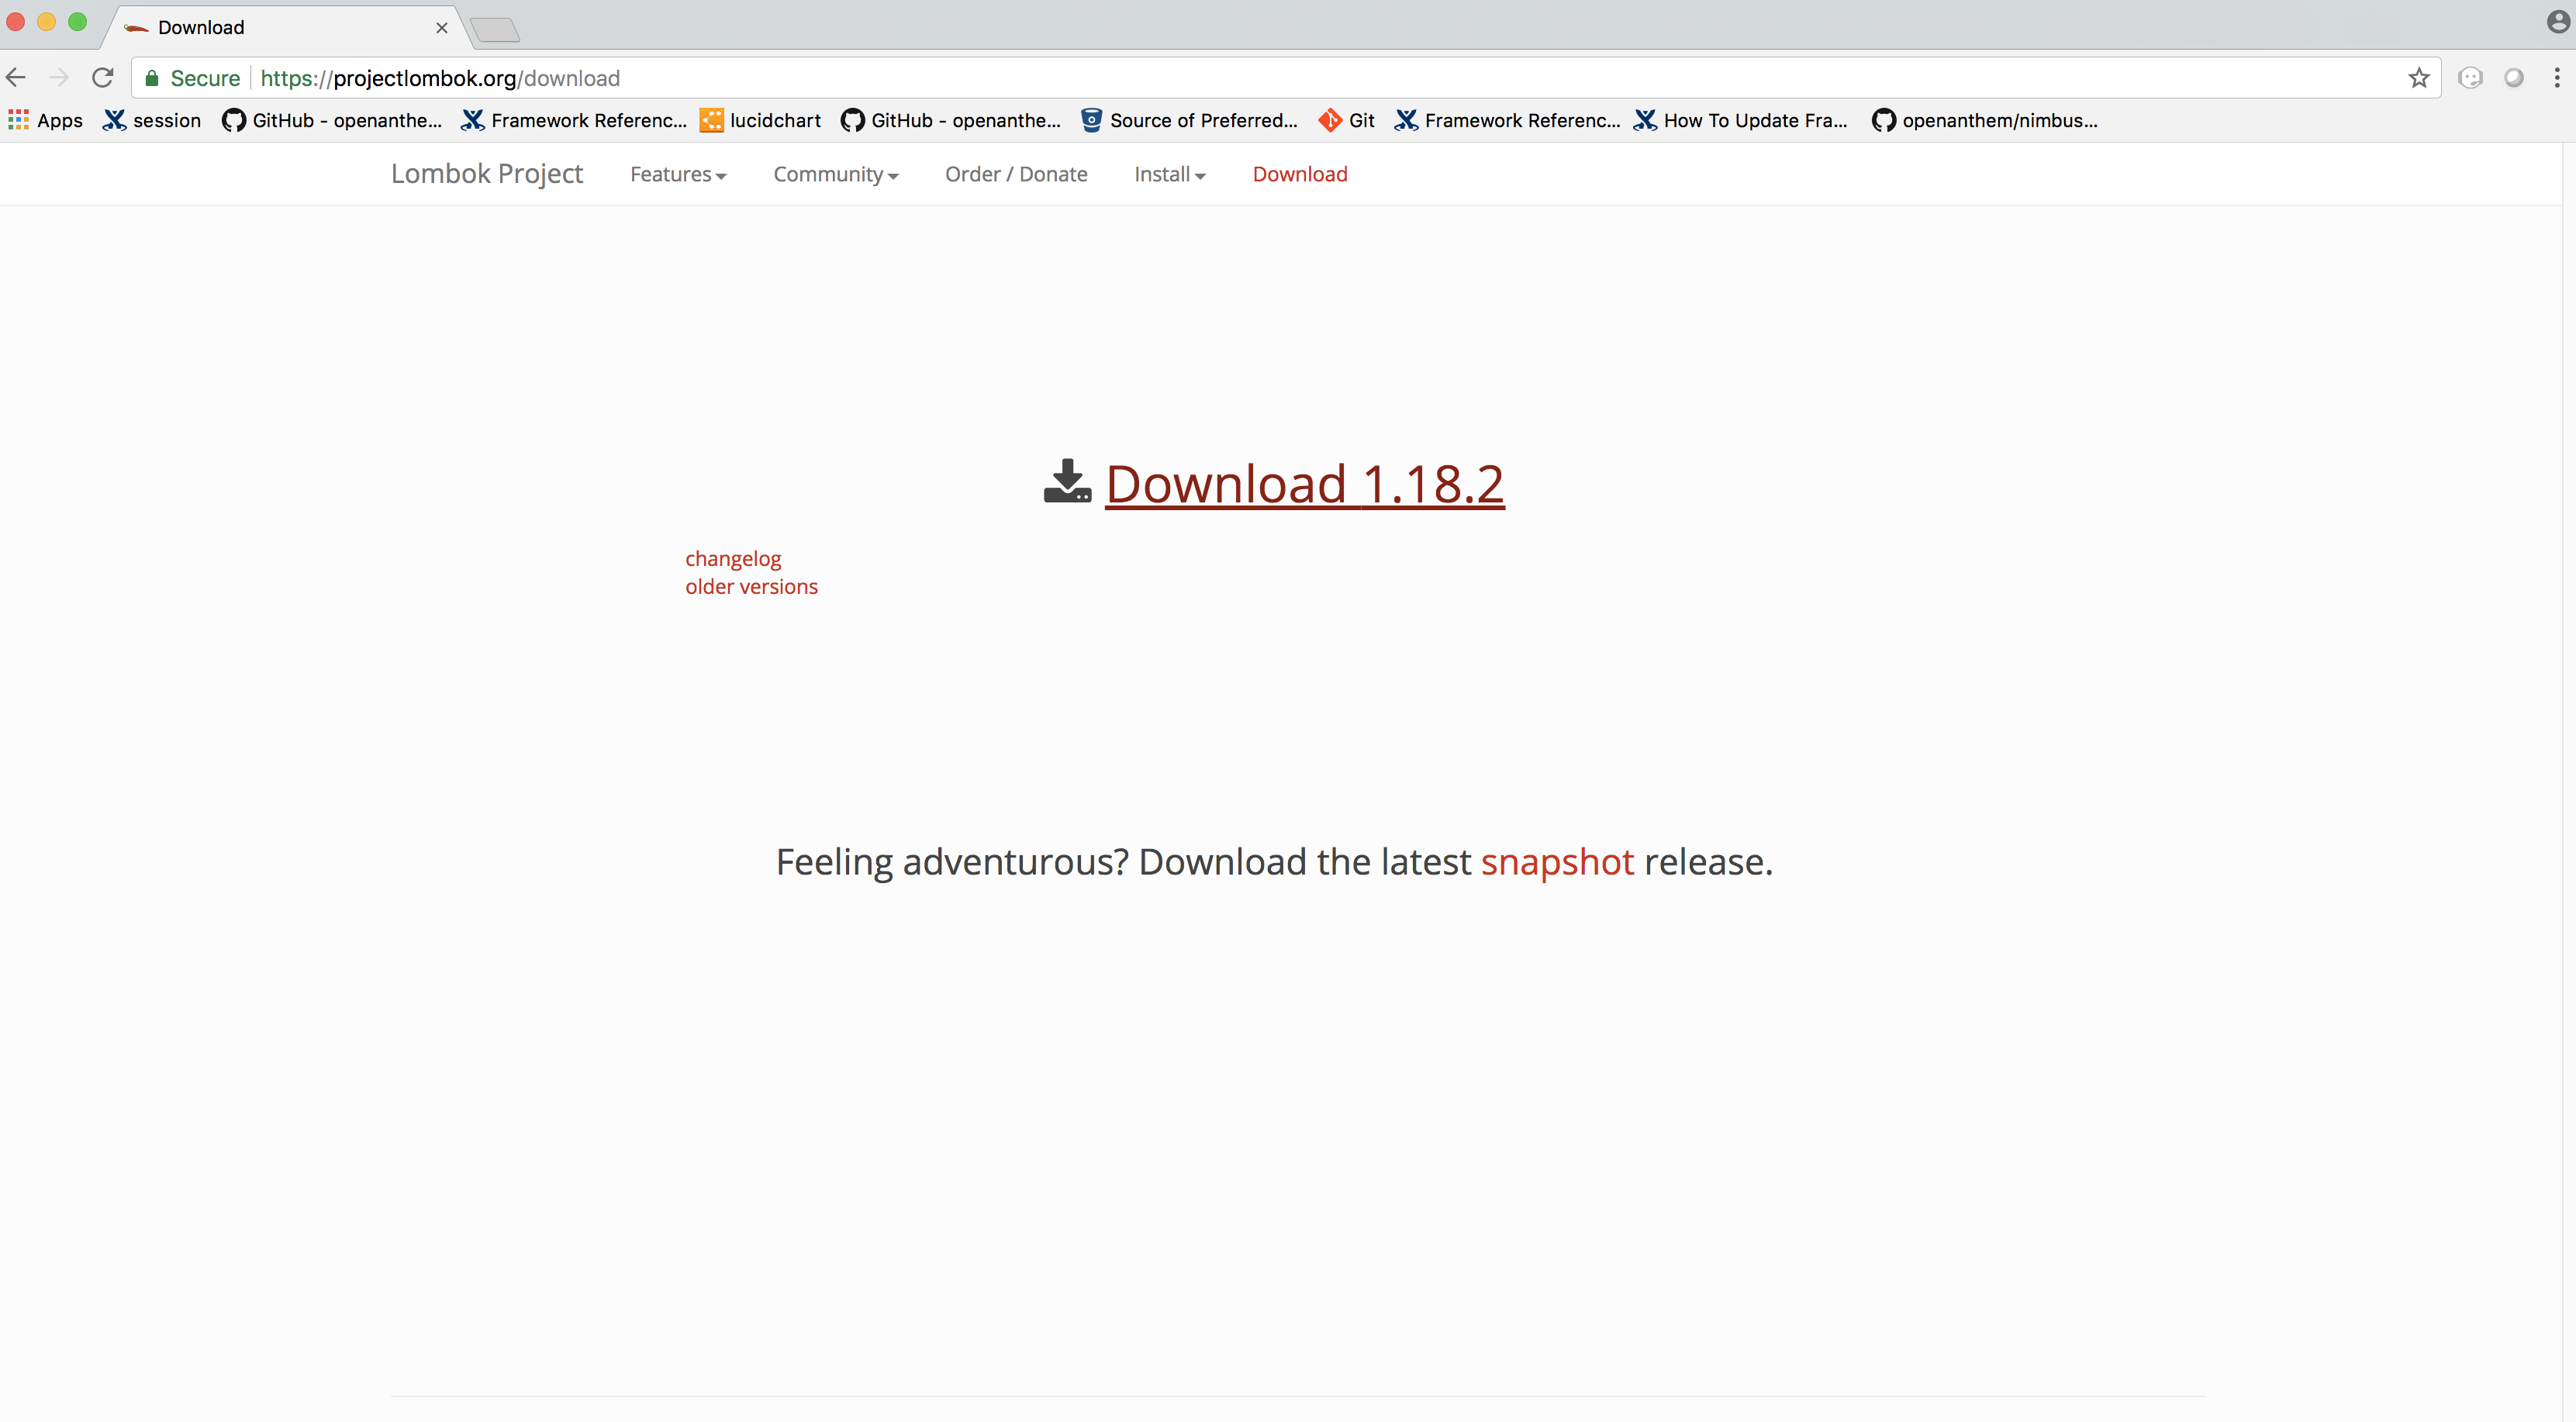 Download
Secure https://projectlombok.org/download
Apps session GitHub - openanthe... Framework Referenc... lucidchart GitHub - openanthe... Source of Preferred... Git Framework Referenc... How To Update Fra... openanthem/nimbus...
Lombok Project Features Community Order / Donate Install Download
Download 1.18.2
changelog
older versions
Feeling adventurous? Download the latest snapshot release.